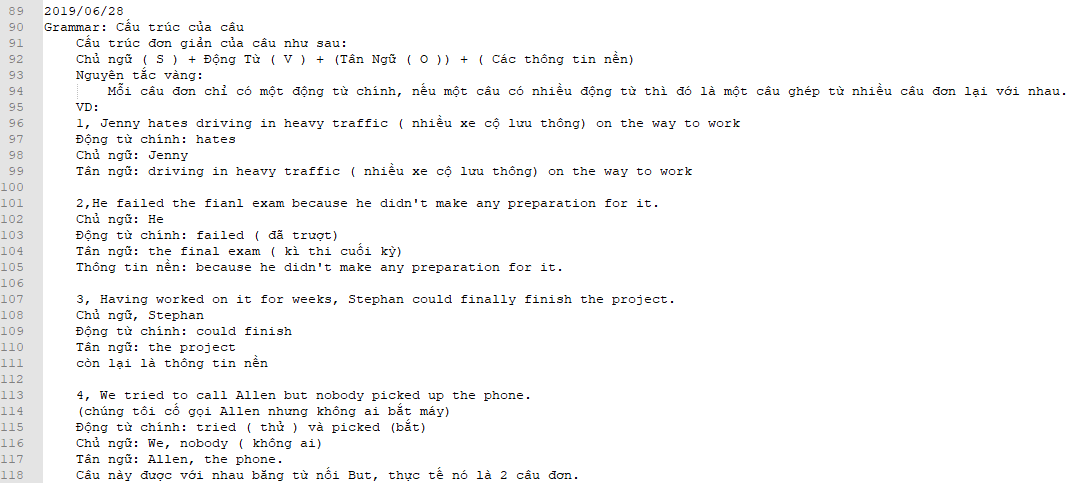 89 2019/06/28
90 Grammar: Cấu trúc của câu
91 Cấu trúc đơn giản của câu như sau:
92 Chủ ngữ ( S ) + Động Từ ( V ) + (Tân Ngữ ( O )) + ( Các thông tin nền)
93 Nguyên tắc vàng:
94 Mỗi câu đơn chỉ có một động từ chính, nếu một câu có nhiều động từ thì đó là một câu ghép từ nhiều câu đơn lại với nhau.
95 VD:
96 1, Jenny hates driving in heavy traffic ( nhiều xe cộ lưu thông) on the way to work
97 Động từ chính: hates
98 Chủ ngữ: Jenny
99 Tân ngữ: driving in heavy traffic ( nhiều xe cộ lưu thông) on the way to work
100
101 2,He failed the fianl exam because he didn't make any preparation for it.
102 Chủ ngữ: He
103 Động từ chính: failed ( đã trượt)
104 Tân ngữ: the final exam ( kì thi cuối kỳ)
105 Thông tin nền: because he didn't make any preparation for it.
106
107 3, Having worked on it for weeks, Stephan could finally finish the project.
108 Chủ ngữ, Stephan
109 Động từ chính: could finish
110 Tân ngữ: the project
111 còn lại là thông tin nền
112
113 4, We tried to call Allen but nobody picked up the phone.
114 (chúng tôi cố gọi Allen nhưng không ai bắt máy)
115 Động từ chính: tried ( thử ) và picked (bắt)
116 Chủ ngữ: We, nobody ( không ai)
117 Tân ngữ: Allen, the phone.
118 Câu này được với nhau băng từ nối But, thực tế nó là 2 câu đơn.